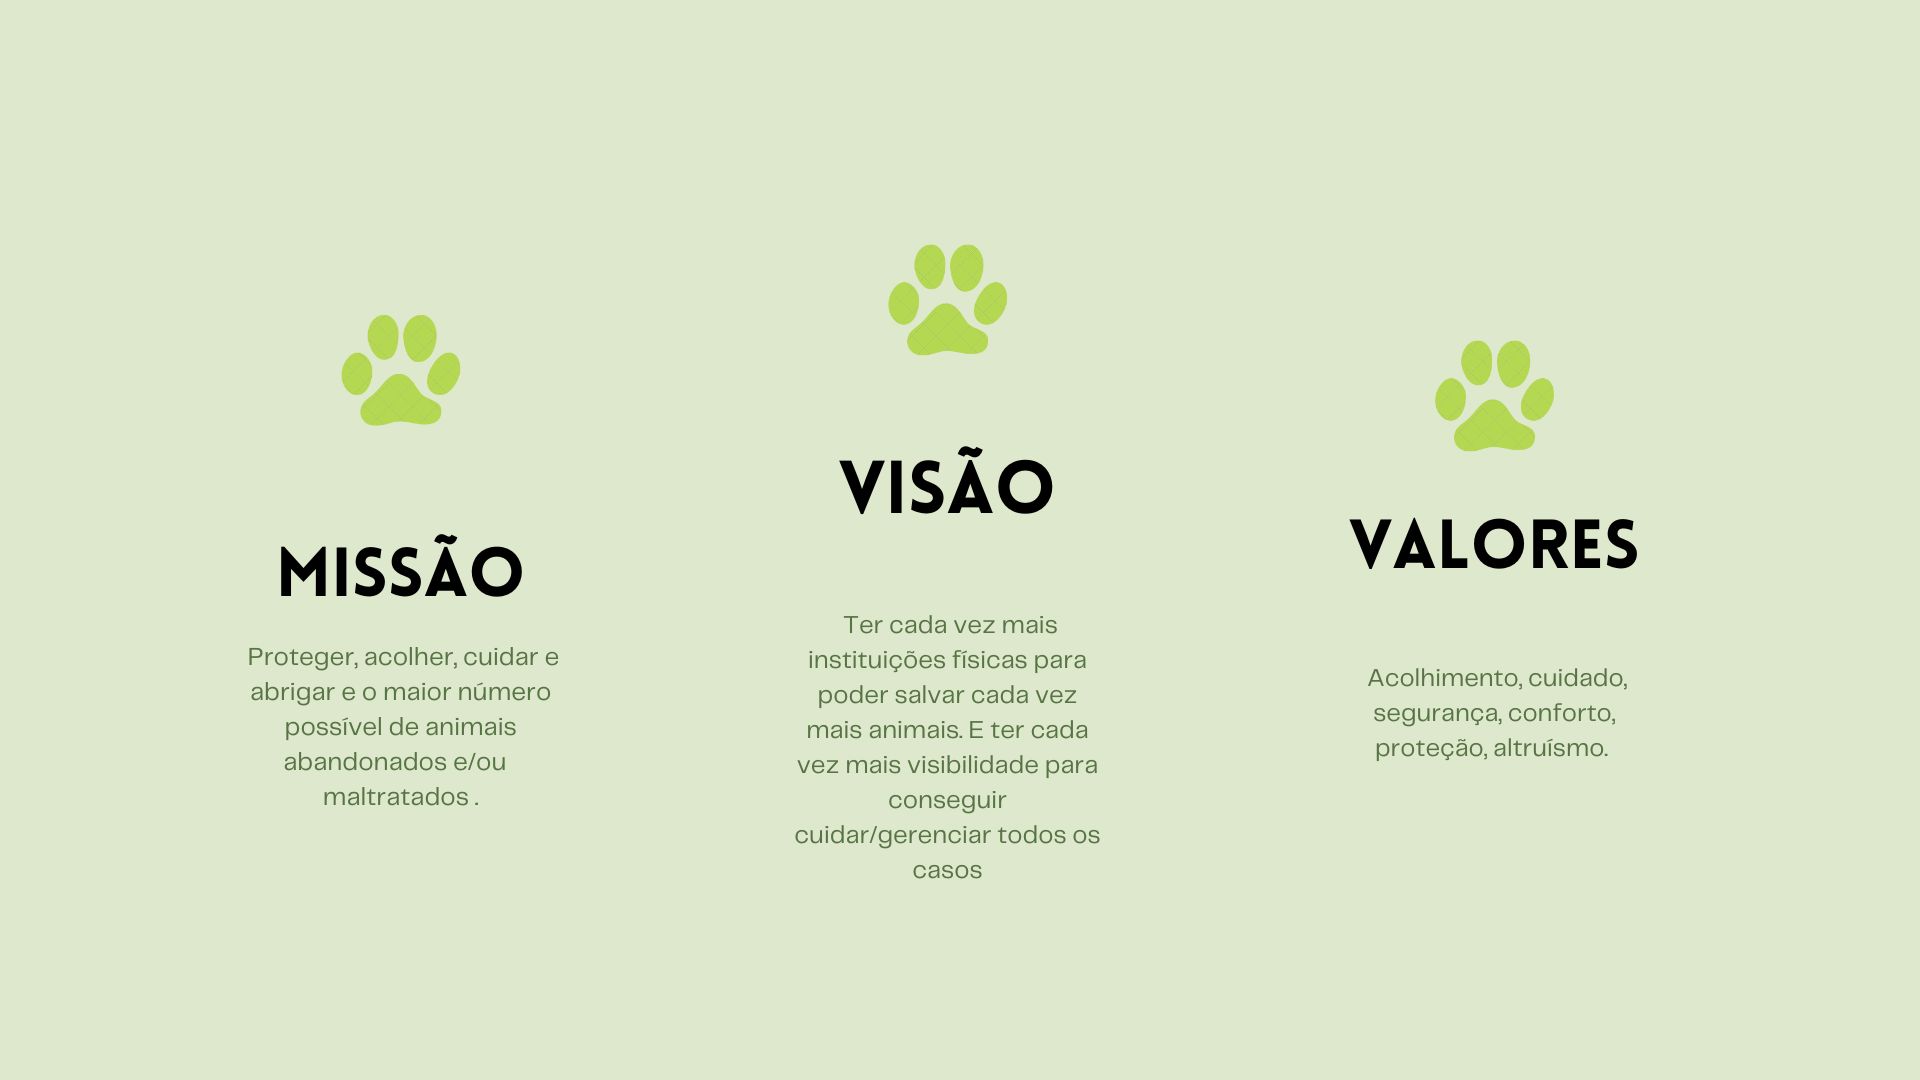 MISSÃO
Proteger, acolher, cuidar e
abrigar e o maior número
possível de animais
abandonados e/ou
maltratados .
VISÃO
Ter cada vez mais
instituições físicas para
poder salvar cada vez
mais animais. E ter cada
vez mais visibilidade para
conseguir
cuidar/gerenciar todos os
casos
VALORES
Acolhimento, cuidado,
segurança, conforto,
proteção, altruísmo.